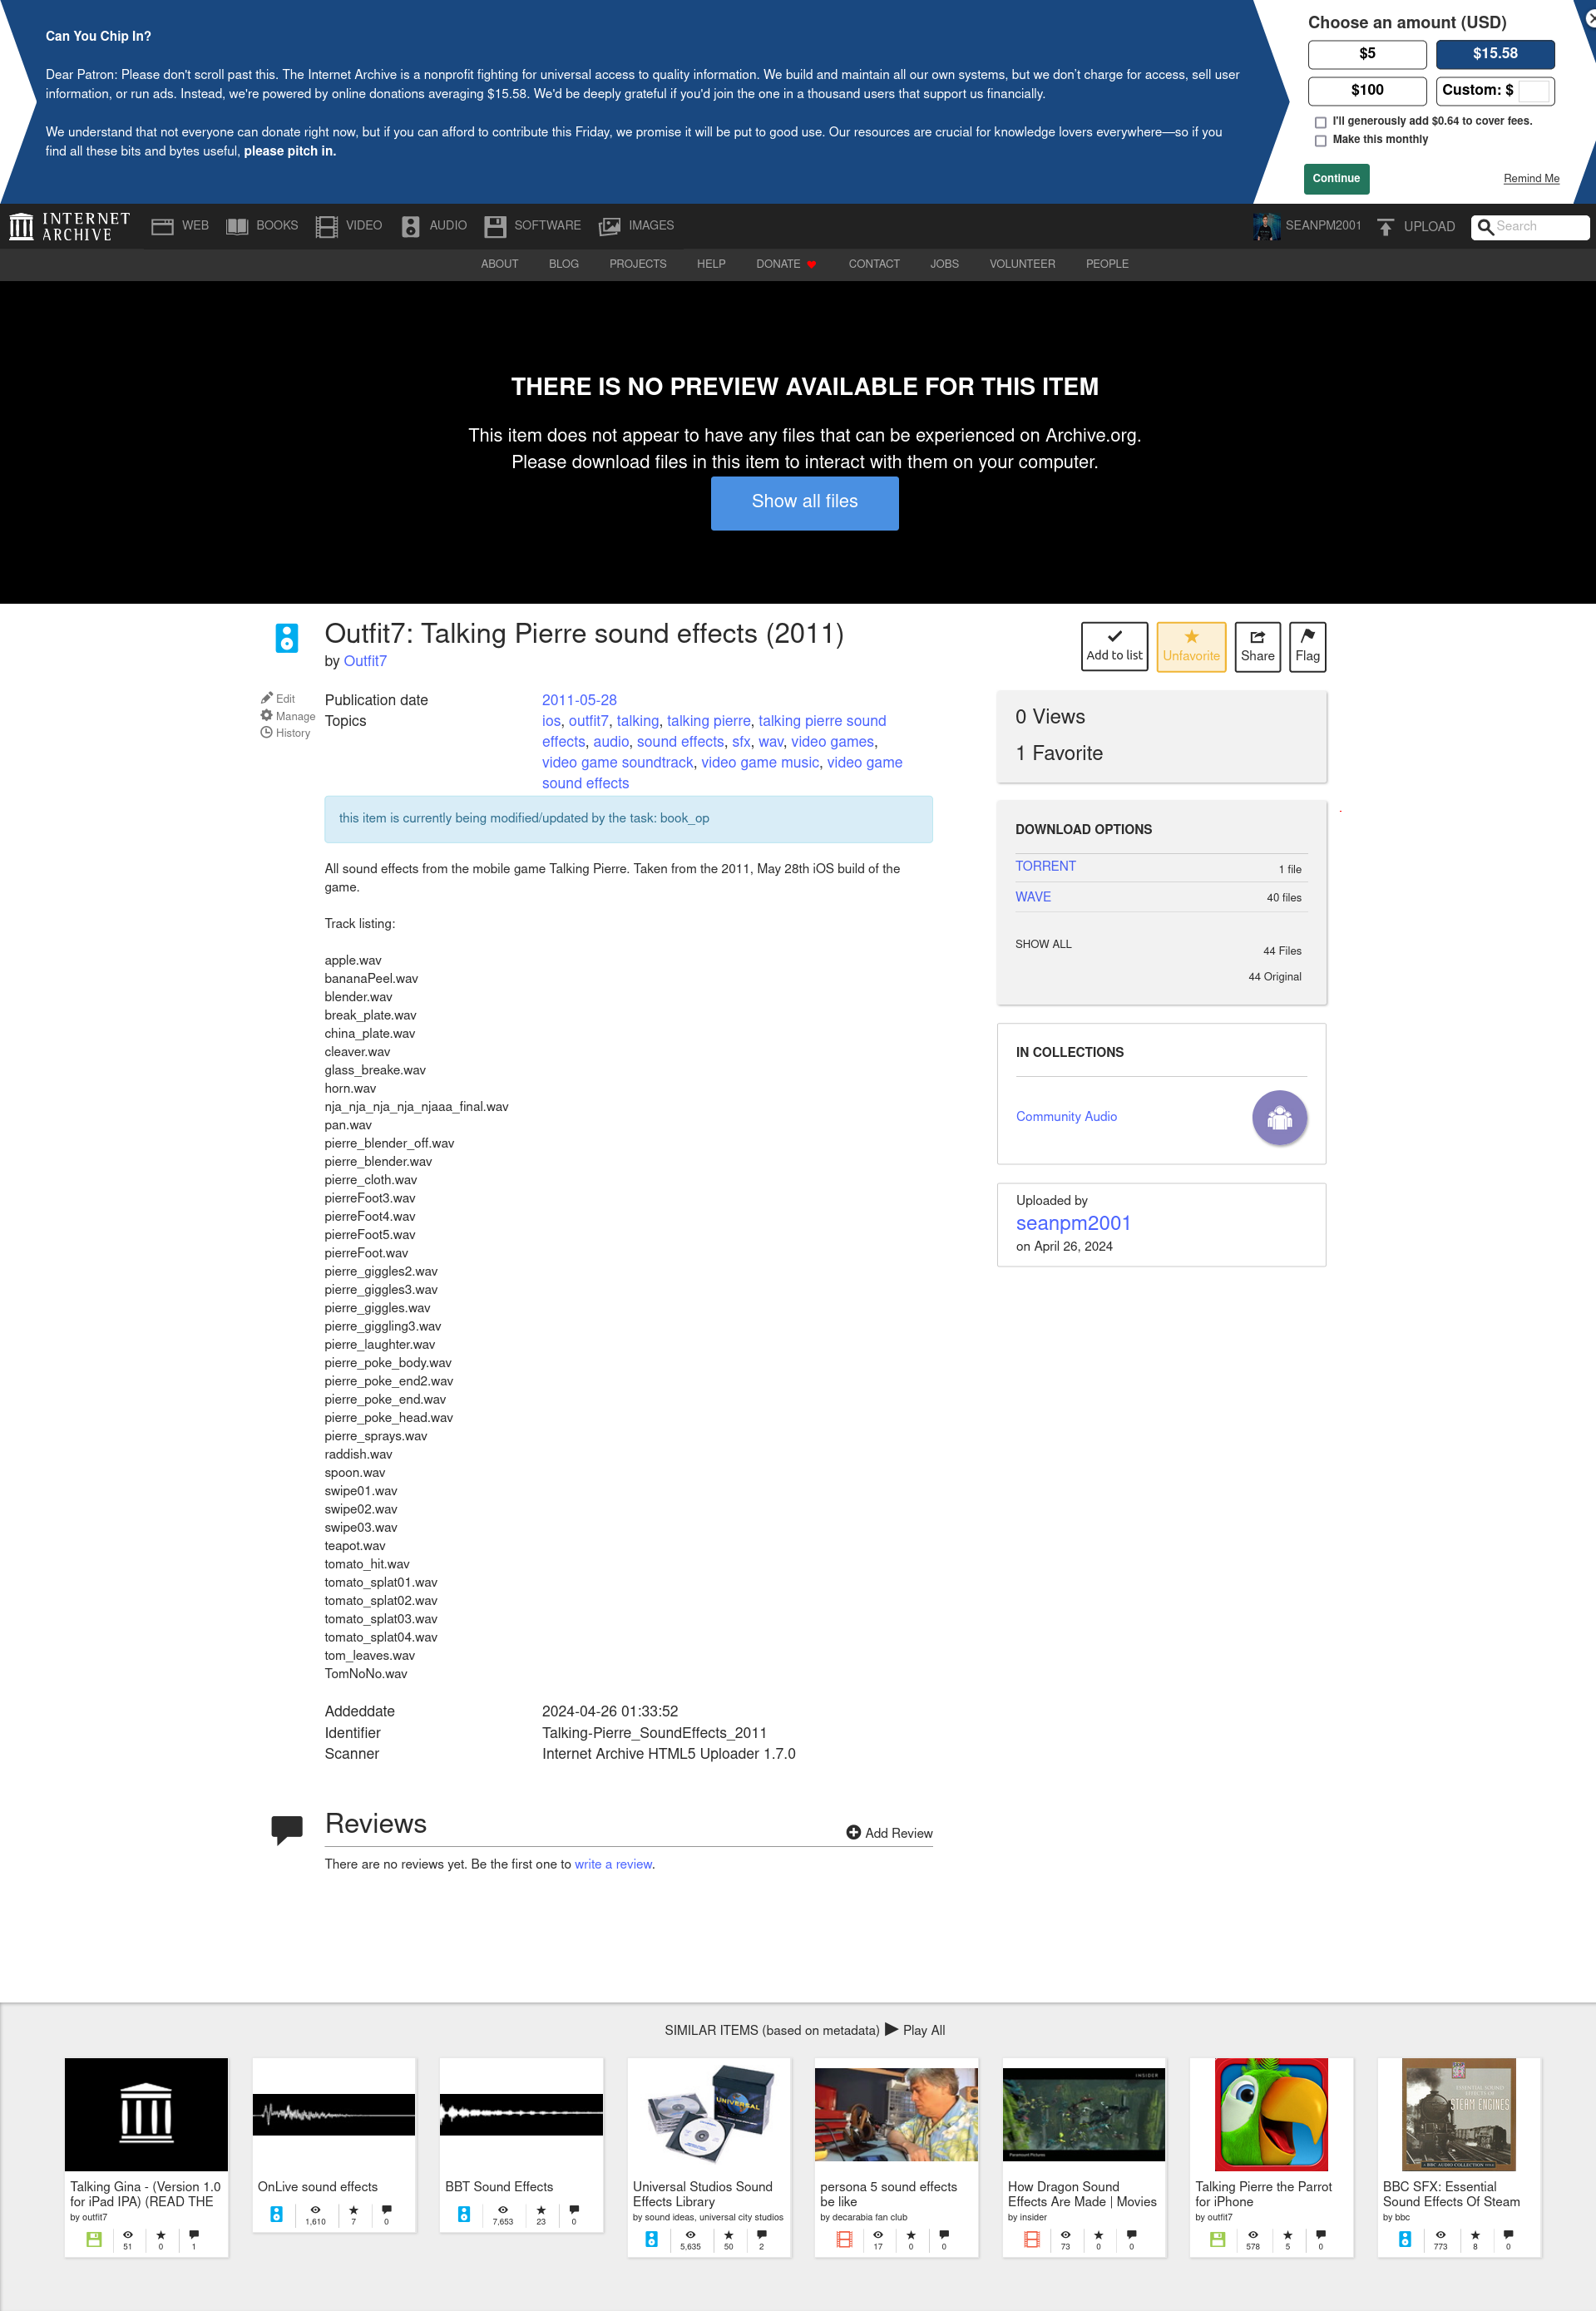 Can You Chip In?
Dear Patron: Please don't scroll past this. The Internet Archive is a nonprofit fighting for universal access to quality information. We build and maintain all our own systems, but we don't charge for access, sell user
information, or run ads. Instead, we're powered by online donations averaging $15.58. We'd be deeply grateful if you'd join the one in a thousand users that support us financially.
We understand that not everyone can donate right now, but if you can afford to contribute this Friday, we promise it will be put to good use. Our resources are crucial for knowledge lovers everywhere—so if you
find all these bits and bytes useful, please pitch in.
Choose an amount (USD)
$5 $15.58
$100 Custom: $
I'll generously add $0.64 to cover fees.
Make this monthly
Continue Remind Me
INTERNET ARCHIVE WEB BOOKS VIDEO AUDIO SOFTWARE IMAGES SEANPM2001 UPLOAD Search
ABOUT BLOG PROJECTS HELP DONATE CONTACT JOBS VOLUNTEER PEOPLE
THERE IS NO PREVIEW AVAILABLE FOR THIS ITEM
This item does not appear to have any files that can be experienced on Archive.org.
Please download files in this item to interact with them on your computer.
Show all files
Outfit7: Talking Pierre sound effects (2011)
by Outfit7
Add to list Unfavorite Share Flag
Edit
Manage
History
Publication date 2011-05-28
Topics ios, outfit7, talking, talking pierre, talking pierre sound
effects, audio, sound effects, sfx, wav, video games,
video game soundtrack, video game music, video game
sound effects
this item is currently being modified/updated by the task: book_op
All sound effects from the mobile game Talking Pierre. Taken from the 2011, May 28th iOS build of the
game.
Track listing:
apple.wav
bananaPeel.wav
blender.wav
break_plate.wav
china_plate.wav
cleaver.wav
glass_breake.wav
horn.wav
nja_nja_nja_nja_njaaa_final.wav
pan.wav
pierre_blender_off.wav
pierre_blender.wav
pierre_cloth.wav
pierreFoot3.wav
pierreFoot4.wav
pierreFoot5.wav
pierreFoot.wav
pierre_giggles2.wav
pierre_giggles3.wav
pierre_giggles.wav
pierre_giggling3.wav
pierre_laughter.wav
pierre_poke_body.wav
pierre_poke_end2.wav
pierre_poke_end.wav
pierre_poke_head.wav
pierre_sprays.wav
raddish.wav
spoon.wav
swipe01.wav
swipe02.wav
swipe03.wav
teapot.wav
tomato_hit.wav
tomato_splat01.wav
tomato_splat02.wav
tomato_splat03.wav
tomato_splat04.wav
tom_leaves.wav
TomNoNo.wav
Addeddate 2024-04-26 01:33:52
Identifier Talking-Pierre_SoundEffects_2011
Scanner Internet Archive HTML5 Uploader 1.7.0
0 Views
1 Favorite
DOWNLOAD OPTIONS
TORRENT 1 file
WAVE 40 files
SHOW ALL 44 Files
44 Original
IN COLLECTIONS
Community Audio
Uploaded by
seanpm2001
on April 26, 2024
Reviews
Add Review
There are no reviews yet. Be the first one to write a review.
SIMILAR ITEMS (based on metadata) Play All
Talking Gina - (Version 1.0
for iPad IPA) (READ THE
by outfit7
51 0 1
OnLive sound effects
1,610 7 0
BBT Sound Effects
7,653 23 0
UNIVERSAL
Universal Studios Sound
Effects Library
by sound ideas, universal city studios
5,635 50 2
persona 5 sound effects
be like
by decarabia fan club
17 0 0
INSIDER
Paramount Pictures
How Dragon Sound
Effects Are Made | Movies
by insider
73 0 0
Talking Pierre the Parrot
for iPhone
by outfit7
578 5 0
ESSENTIAL SOUND
EFFECTS OF
STEAM ENGINES
A BBC AUDIO COLLECTION TITLE
BBC SFX: Essential
Sound Effects Of Steam
by bbc
773 8 0